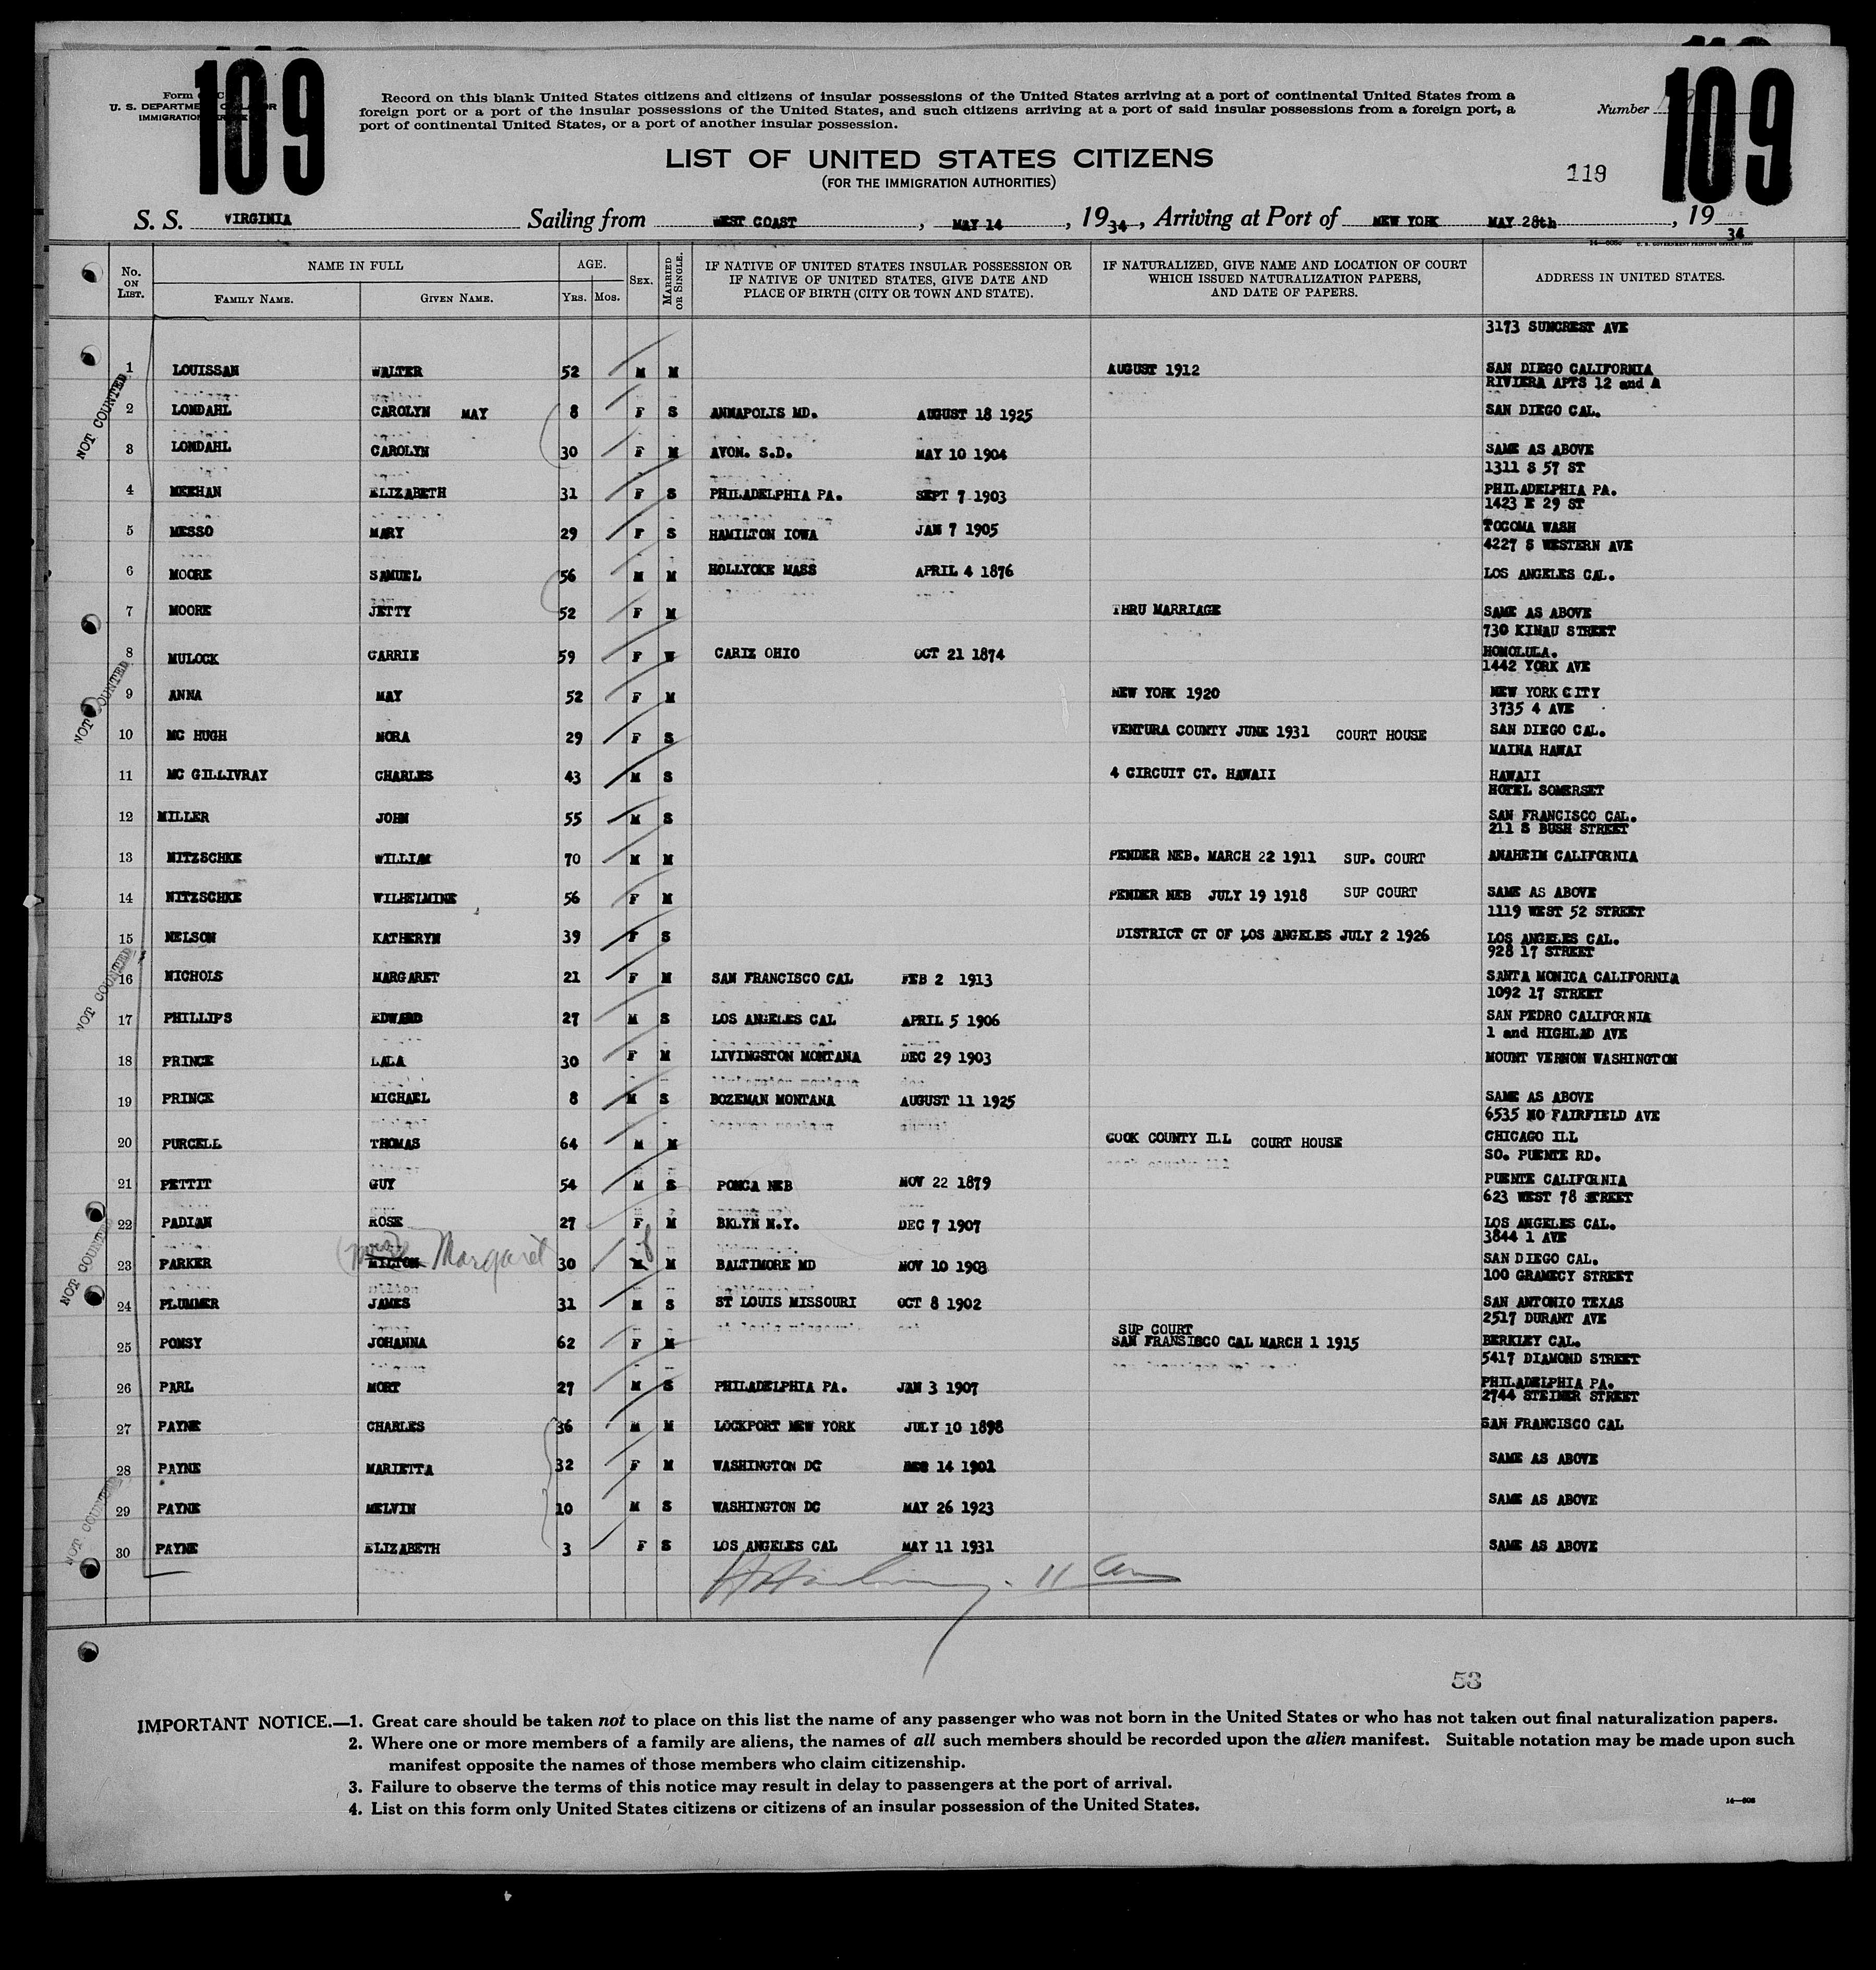 109 109
Form
U. S. DEPARTMENT OF LABOR
IMMIGRATION SERVICE
Record on this blank United States citizens and citizens of insular possessions of the United States arriving at a port of continental United States from a
foreign port or a port of the insular possessions of the United States, and such citizens arriving at a port of said insular possessions from a foreign port, a
port of continental United States, or a port of another insular possession.
Number
LIST OF UNITED STATES CITIZENS
(FOR THE IMMIGRATION AUTHORITIES)
119
S. S. VIRGINIA Sailing from WEST COAST, MAY 14, 1934, Arriving at Port of NEW YORK MAY 28th, 19 34
No. ON LIST. NAME IN FULL FAMILY NAME. GIVEN NAME. AGE. YRS. MOS. SEX. MARRIED OR SINGLE. IF NATIVE OF UNITED STATES INSULAR POSSESSION OR IF NATIVE OF UNITED STATES, GIVE DATE AND PLACE OF BIRTH (CITY OR TOWN AND STATE). IF NATURALIZED, GIVE NAME AND LOCATION OF COURT WHICH ISSUED NATURALIZATION PAPERS, AND DATE OF PAPERS. ADDRESS IN UNITED STATES.
3173 SUNCREST AVE
1 LOUISSAN WALTER 52 M M AUGUST 1912 SAN DIEGO CALIFORNIA
RIVIERA APTS 12 and A
NOT COUNTED
2 LONDAHL CAROLYN MAY 8 F S ANNAPOLIS MD. AUGUST 18 1925 SAN DIEGO CAL.
3 LONDAHL CAROLYN 30 F M AVON. S.D. MAY 10 1904 SAME AS ABOVE
1311 S 57 ST
4 MEEHAN ELIZABETH 31 F S PHILADELPHIA PA. SEPT 7 1903 PHILADELPHIA PA.
1423 E 29 ST
5 MESSO MARY 29 F S HAMILTON IOWA JAN 7 1905 TOCOMA WASH
4227 S WESTERN AVE
6 MOORE SAMUEL 56 M M HOLLYOKE MASS APRIL 4 1876 LOS ANGELES CAL.
7 MOORE JETTY 52 F M THRU MARRIAGE SAME AS ABOVE
730 KINAU STREET
8 MULOCK CARRIE 59 F W CARIZ OHIO OCT 21 1874 HONOLULA.
1442 YORK AVE
NOT COUNTED
9 ANNA MAY 52 F M NEW YORK 1920 NEW YORK CITY
3735 4 AVE
10 MC HUGH NORA 29 F S VENTURA COUNTY JUNE 1931 COURT HOUSE SAN DIEGO CAL.
MAINA HAWAI
11 MC GILLIVRAY CHARLES 43 M S 4 CIRCUIT CT. HAWAII HAWAII
HOTEL SOMERSET
12 MILLER JOHN 55 M S SAN FRANCISCO CAL.
211 S BUSH STREET
13 NITZSCHKE WILLIAM 70 M M PENDER NEB. MARCH 22 1911 SUP. COURT ANAHEIM CALIFORNIA
14 NITZSCHKE WILHELMINE 56 F M PENDER NEB JULY 19 1918 SUP COURT SAME AS ABOVE
1119 WEST 52 STREET
15 NELSON KATHERYN 39 F S DISTRICT CT OF LOS ANGELES JULY 2 1926 LOS ANGELES CAL.
928 17 STREET
NOT COUNTED
16 NICHOLS MARGARET 21 F M SAN FRANCISCO CAL FEB 2 1913 SANTA MONICA CALIFORNIA
1092 17 STREET
17 PHILLIPS EDWARD 27 M S LOS ANGELES CAL APRIL 5 1906 SAN PEDRO CALIFORNIA
1 and HIGHLAD AVE
18 PRINCE LALA 30 F M LIVINGSTON MONTANA DEC 29 1903 MOUNT VERNON WASHINGTON
19 PRINCE MICHAEL 8 M S BOZEMAN MONTANA AUGUST 11 1925 SAME AS ABOVE
6535 NO FAIRFIELD AVE
20 PURCELL THOMAS 64 M M COOK COUNTY ILL COURT HOUSE CHICAGO ILL
SO. PUENTE RD.
21 PETTIT GUY 54 M S PONCA NEB NOV 22 1879 PUENTE CALIFORNIA
623 WEST 78 STREET
22 PADIAN ROSE 27 F M BKLYN N.Y. DEC 7 1907 LOS ANGELES CAL.
3844 1 AVE
NOT COUNTED
23 PARKER MILTON Margaret 30 M f M BALTIMORE MD NOV 10 1903 SAN DIEGO CAL.
100 GRAMECY STREET
24 PLUMMER JAMES 31 M S ST LOUIS MISSOURI OCT 8 1902 SAN ANTONIO TEXAS
2517 DURANT AVE
SUP COURT
25 POMSY JOHANNA 62 F M SAN FRANSISCO CAL MARCH 1 1915 BERKLEY CAL.
5417 DIAMOND STREET
26 PARL MORT 27 M S PHILADELPHIA PA. JAN 3 1907 PHILADELPHIA PA.
2744 STEINER STREET
27 PAYNE CHARLES 36 M M LOCKPORT NEW YORK JULY 10 1898 SAN FRANCISCO CAL
28 PAYNE MARIETTA 32 F M WASHINGTON DC DEC 14 1901 SAME AS ABOVE
NOT COUNTED
29 PAYNE MELVIN 10 M S WASHINGTON DC MAY 26 1923 SAME AS ABOVE
30 PAYNE ELIZABETH 3 F S LOS ANGELES CAL MAY 11 1931 SAME AS ABOVE
53
IMPORTANT NOTICE.—1. Great care should be taken not to place on this list the name of any passenger who was not born in the United States or who has not taken out final naturalization papers.
2. Where one or more members of a family are aliens, the names of all such members should be recorded upon the alien manifest. Suitable notation may be made upon such
manifest opposite the names of those members who claim citizenship.
3. Failure to observe the terms of this notice may result in delay to passengers at the port of arrival.
4. List on this form only United States citizens or citizens of an insular possession of the United States.